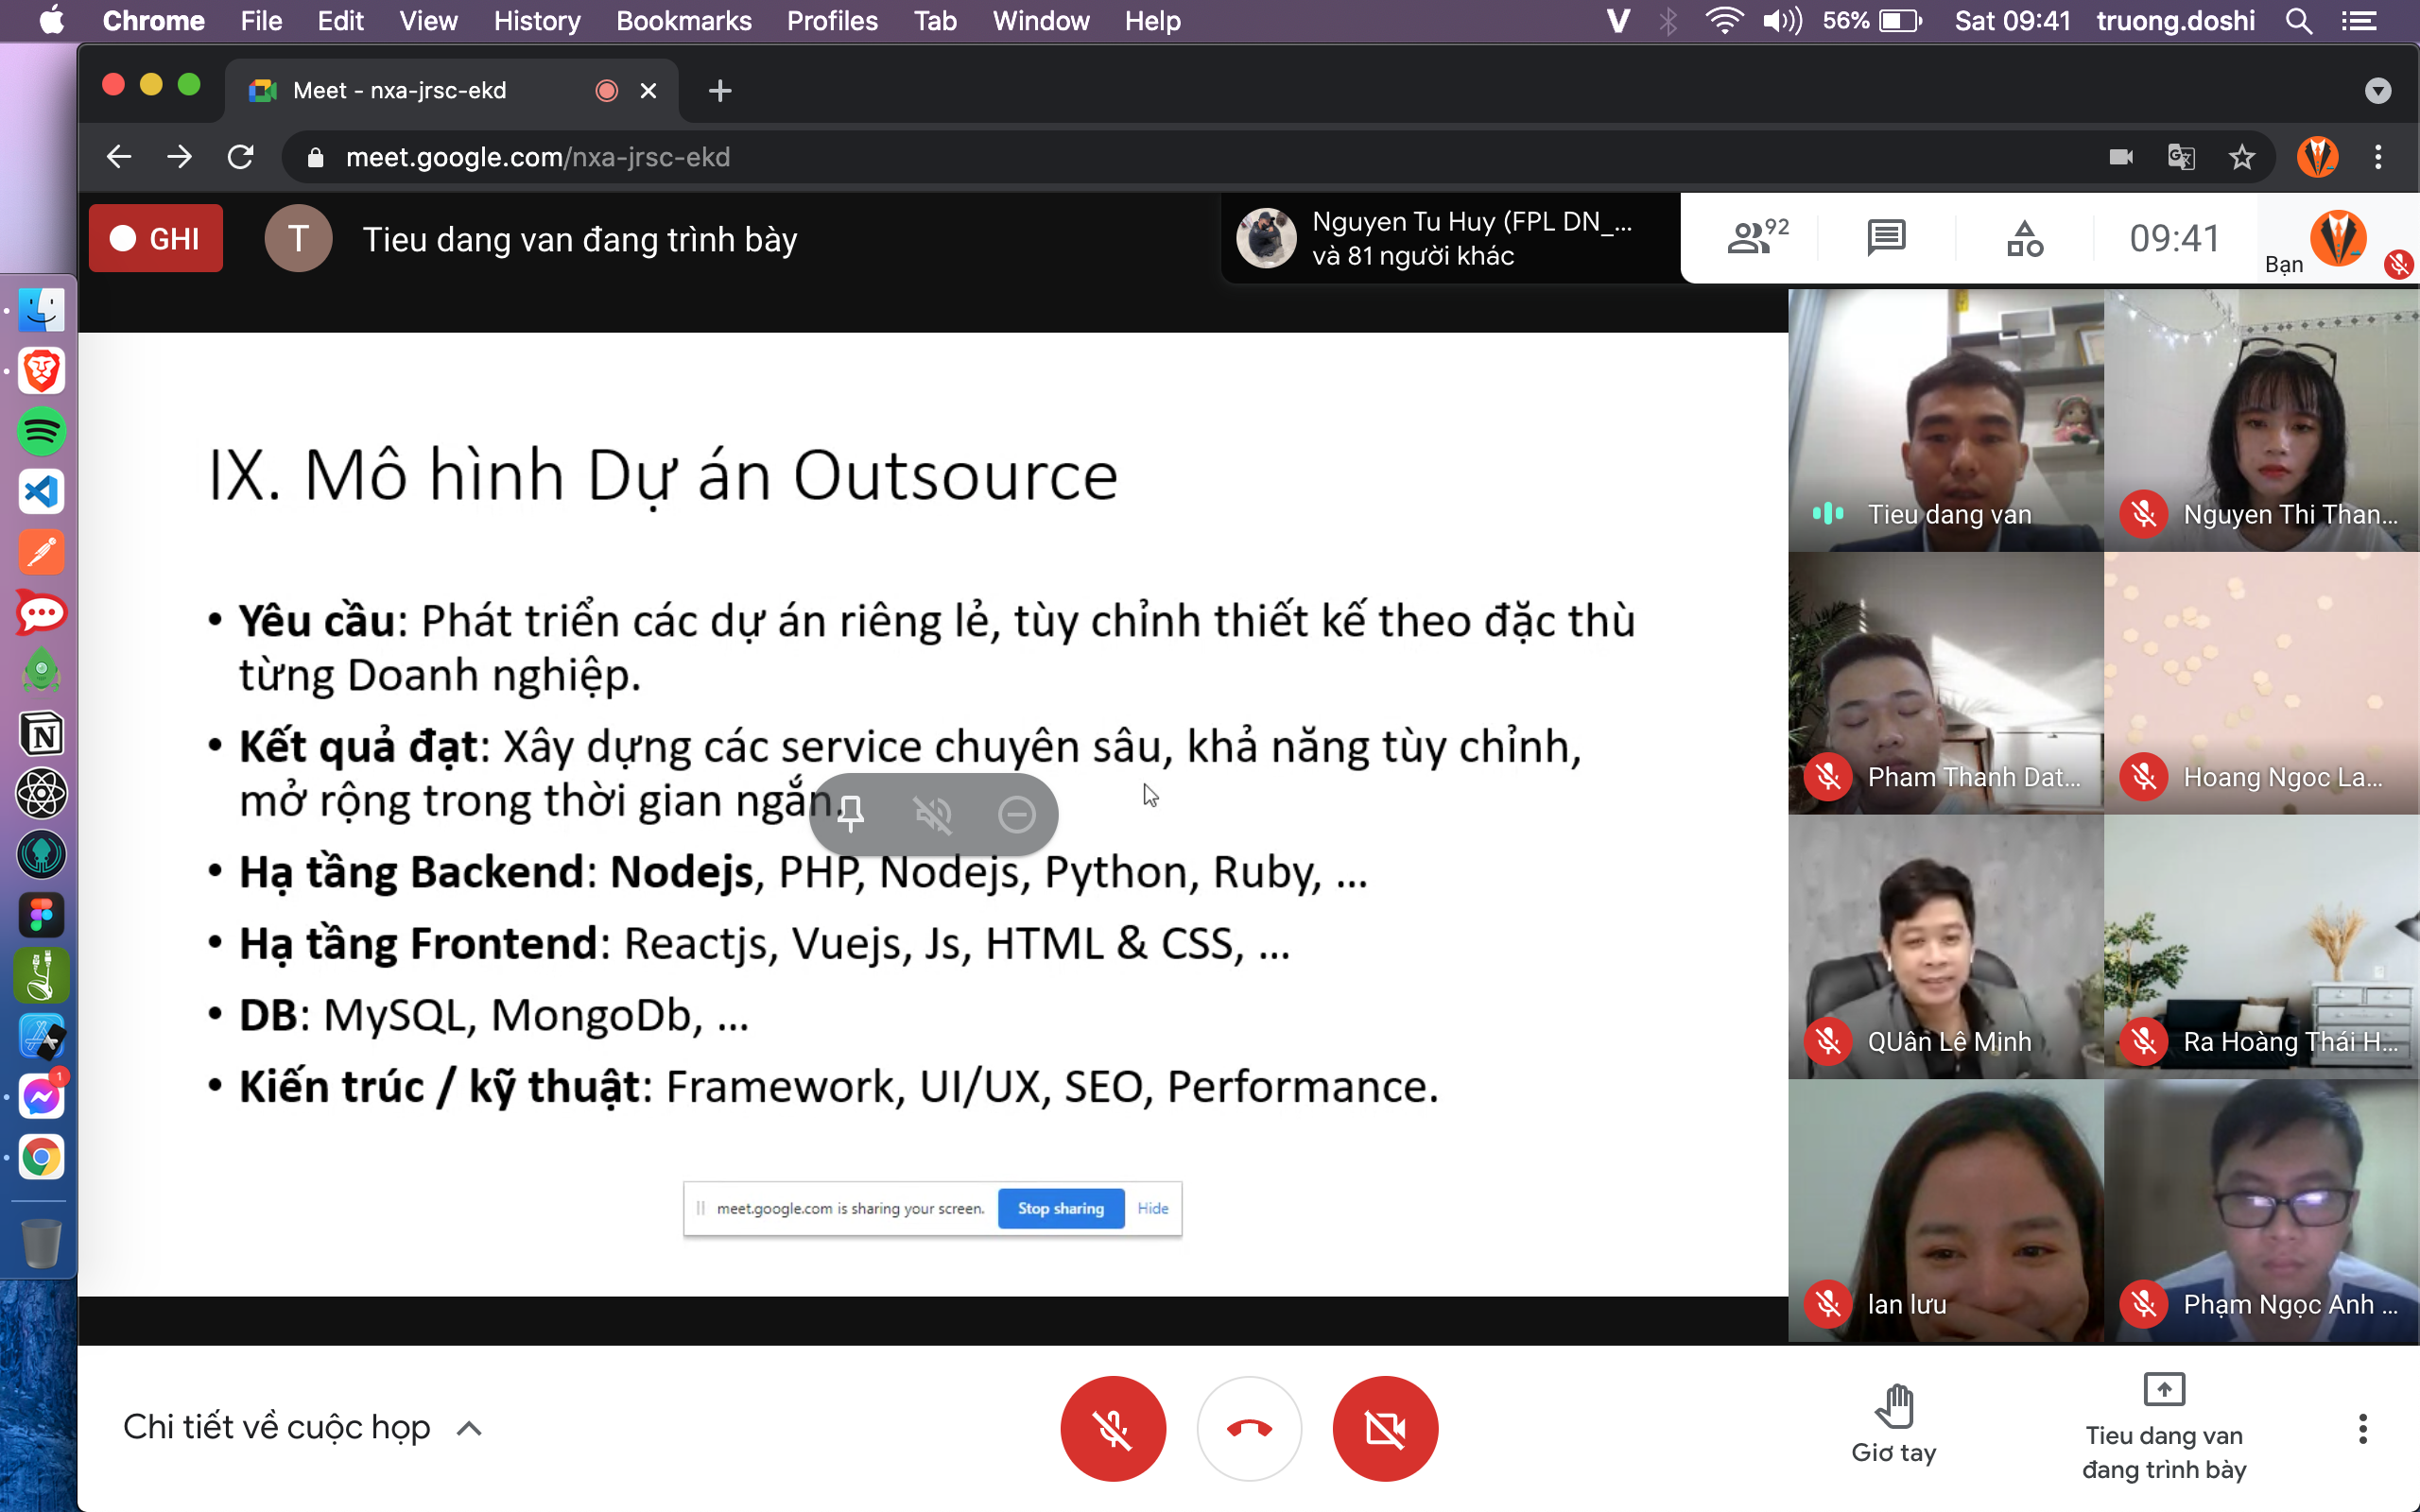 Chrome File Edit View History Bookmarks Profiles Tab Window Help V 56% Sat 09:41 truong.doshi
Meet - nxa-jrsc-ekd
meet.google.com/nxa-jrsc-ekd
GHI T Tieu dang van đang trình bày
Nguyen Tu Huy (FPL DN_...
và 81 người khác
92
09:41
Bạn
IX. Mô hình Dự án Outsource
• Yêu cầu: Phát triển các dự án riêng lẻ, tùy chỉnh thiết kế theo đặc thù
từng Doanh nghiệp.
• Kết quả đạt: Xây dựng các service chuyên sâu, khả năng tùy chỉnh,
mở rộng trong thời gian ngắn.
• Hạ tầng Backend: Nodejs, PHP, Nodejs, Python, Ruby, ...
• Hạ tầng Frontend: Reactjs, Vuejs, Js, HTML & CSS, ...
• DB: MySQL, MongoDb, ...
• Kiến trúc / kỹ thuật: Framework, UI/UX, SEO, Performance.
meet.google.com is sharing your screen. Stop sharing Hide
Tieu dang van
Nguyen Thi Than...
Pham Thanh Dat...
Hoang Ngoc La...
QUân Lê Minh
Ra Hoàng Thái H...
lan lưu
Phạm Ngọc Anh ...
N
1
Chi tiết về cuộc họp
Giơ tay
Tieu dang van
đang trình bày